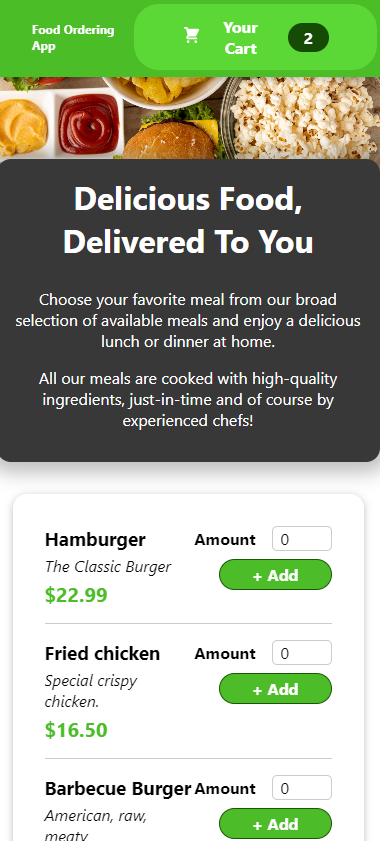 Food Ordering
App
Your
Cart
2
Delicious Food,
Delivered To You
Choose your favorite meal from our broad
selection of available meals and enjoy a delicious
lunch or dinner at home.
All our meals are cooked with high-quality
ingredients, just-in-time and of course by
experienced chefs!
Hamburger
Amount 0
The Classic Burger
+ Add
$22.99
Fried chicken
Amount 0
Special crispy
chicken.
+ Add
$16.50
Barbecue Burger
Amount 0
American, raw,
meaty
+ Add